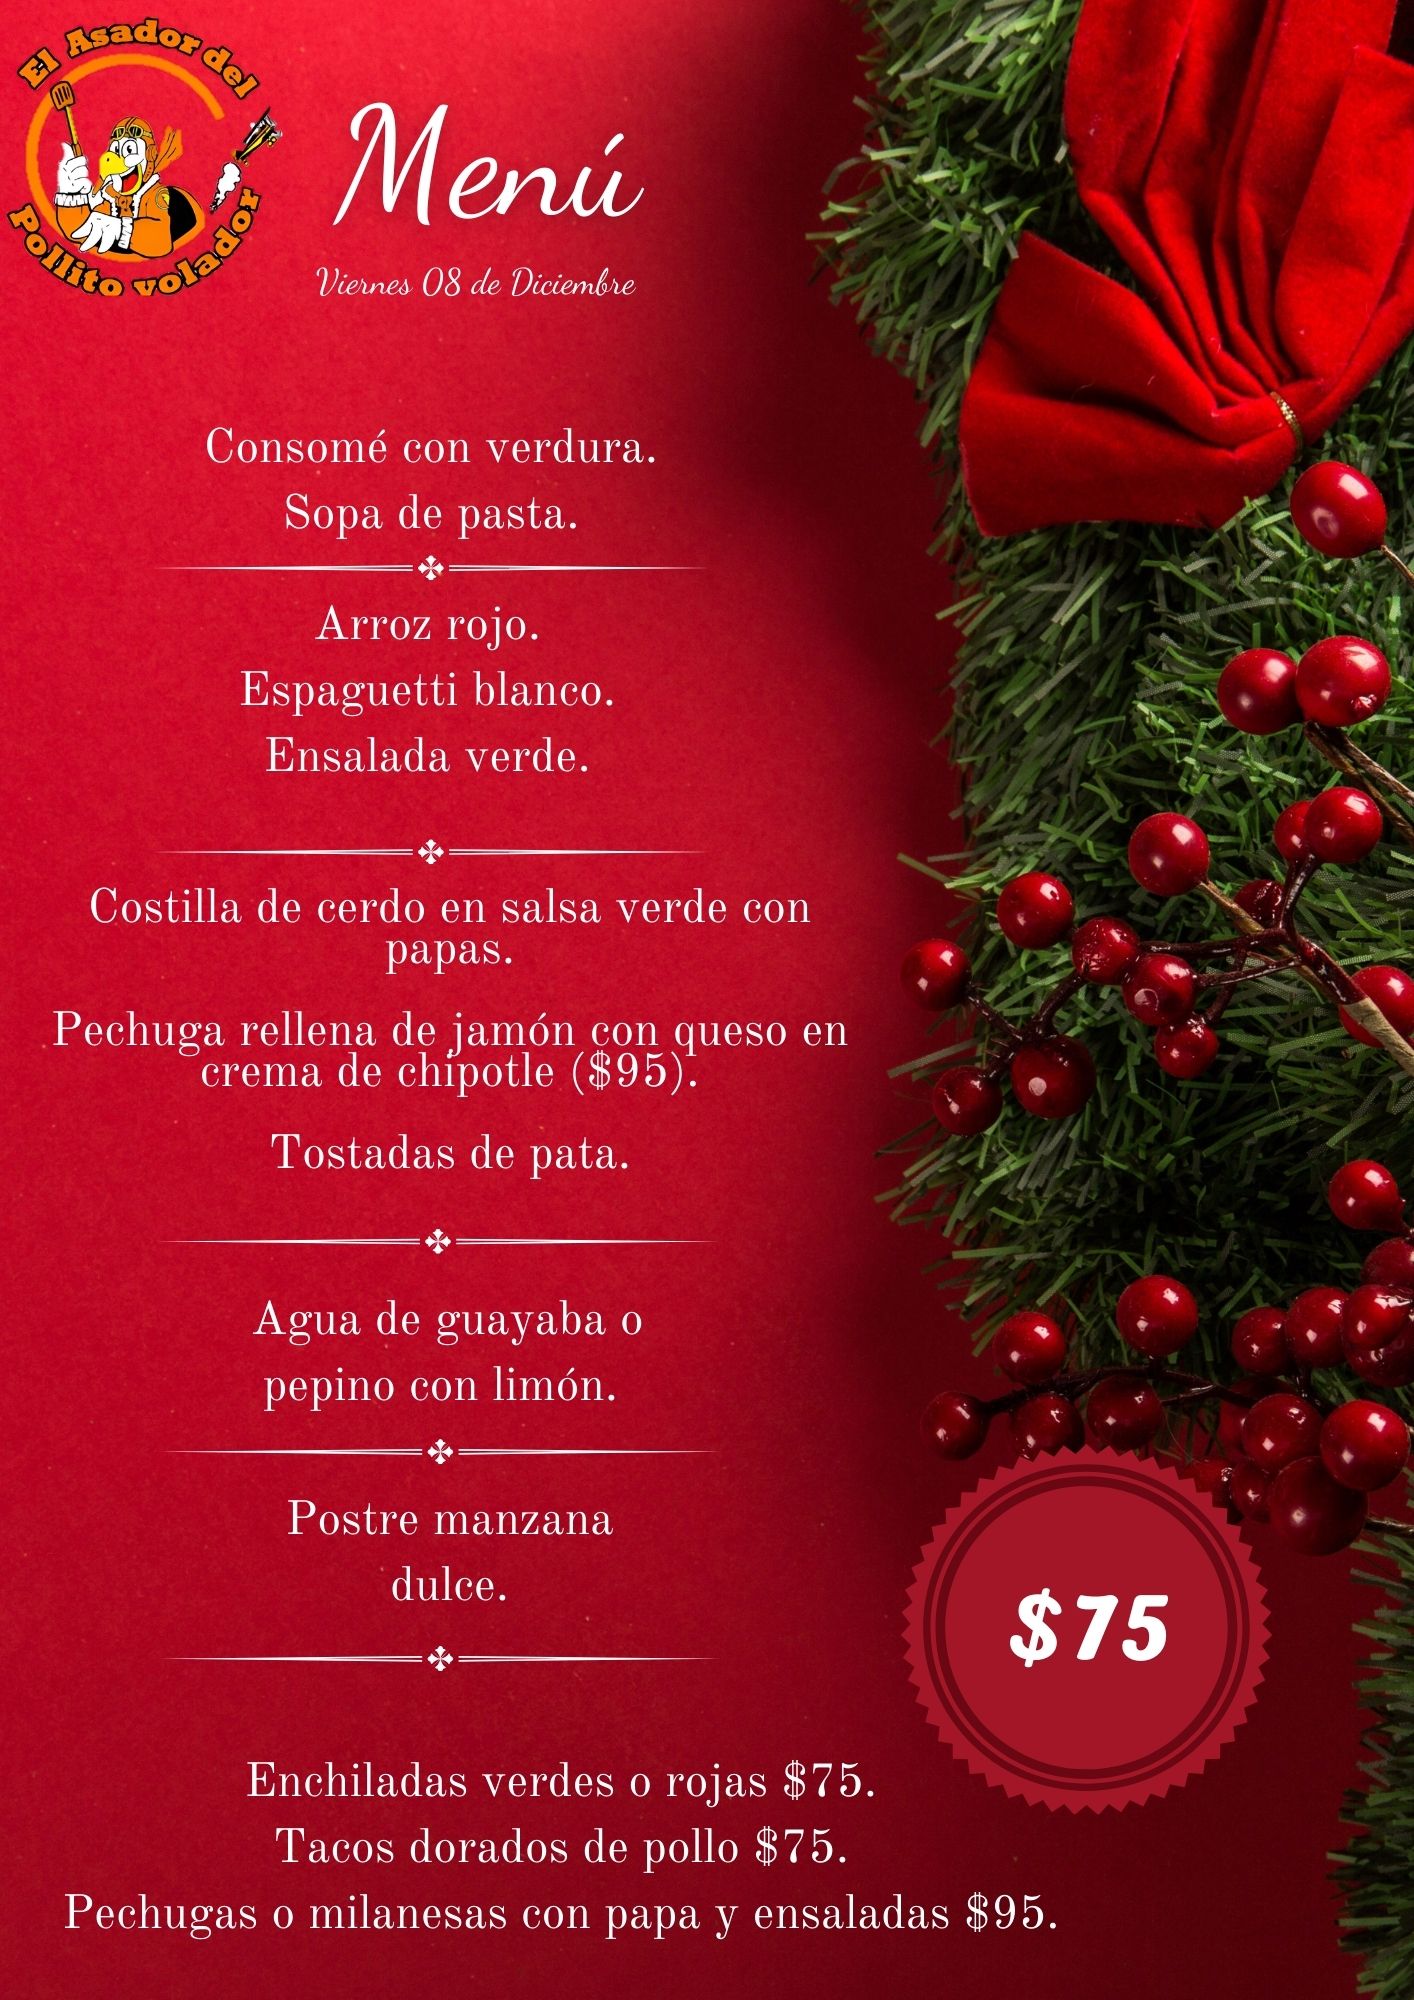 El Asador del
Pollito volador
Menú
Viernes 08 de Diciembre
Consomé con verdura.
Sopa de pasta.
Arroz rojo.
Espaguetti blanco.
Ensalada verde.
Costilla de cerdo en salsa verde con
papas.
Pechuga rellena de jamón con queso en
crema de chipotle ($95).
Tostadas de pata.
Agua de guayaba o
pepino con limón.
Postre manzana
dulce.
$75
Enchiladas verdes o rojas $75.
Tacos dorados de pollo $75.
Pechugas o milanesas con papa y ensaladas $95.